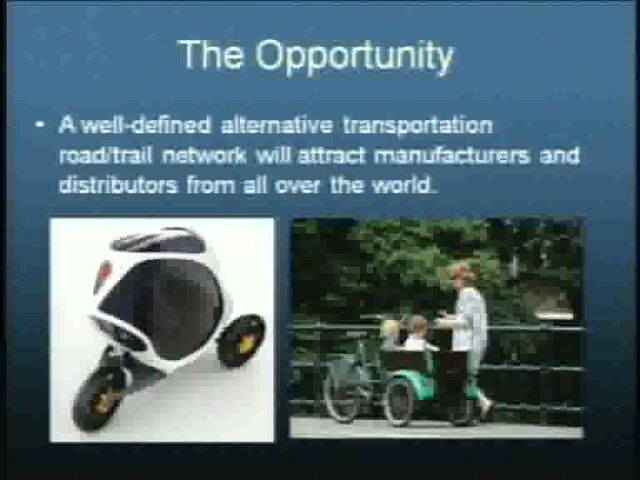 The Opportunity
• A well-defined alternative transportation
road/trail network will attract manufacturers and
distributors from all over the world.